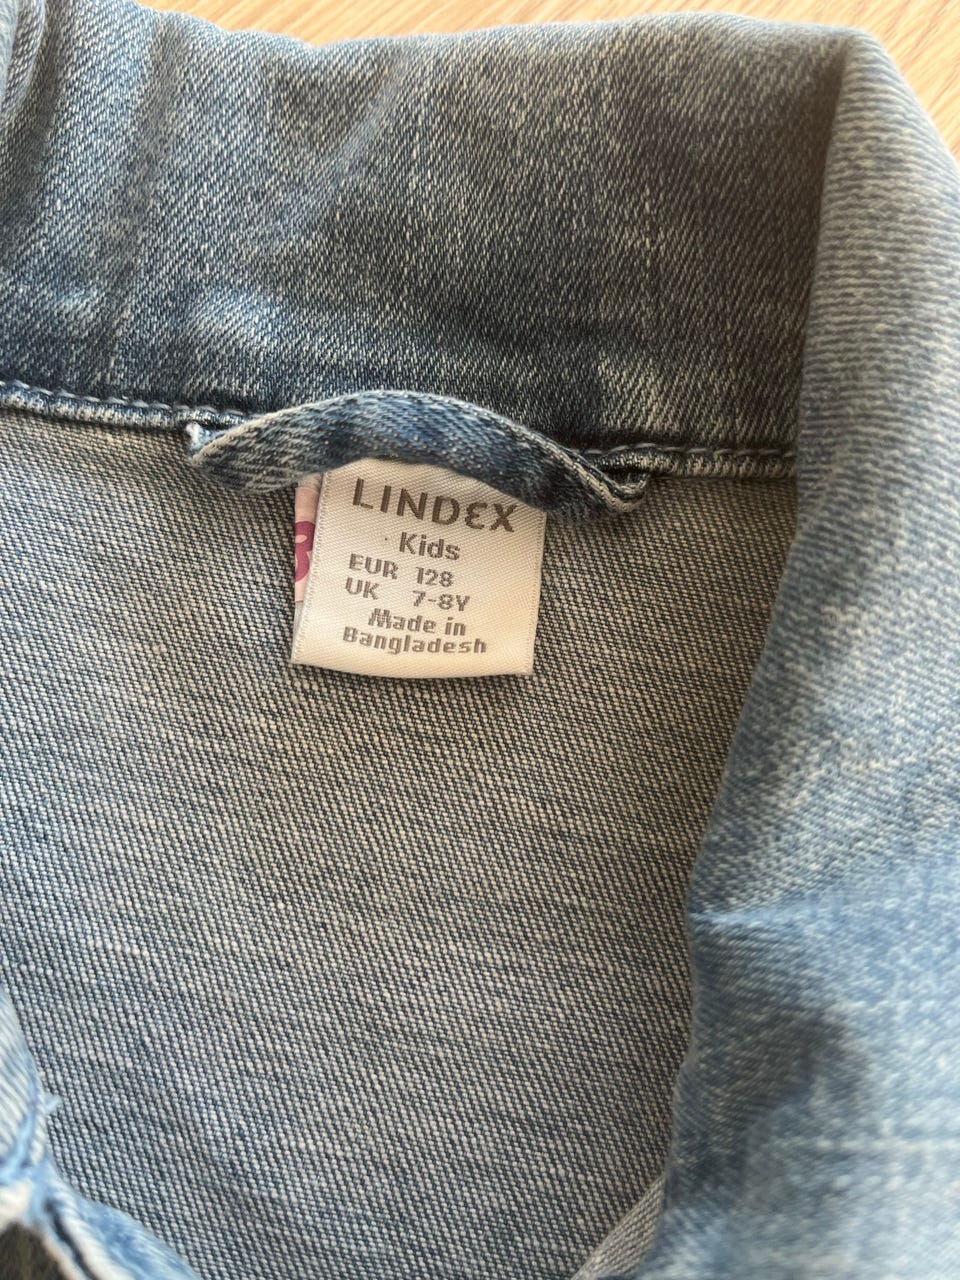 LINDEX
Kids
EUR 128
UK 7-8Y
Made in
Bangladesh